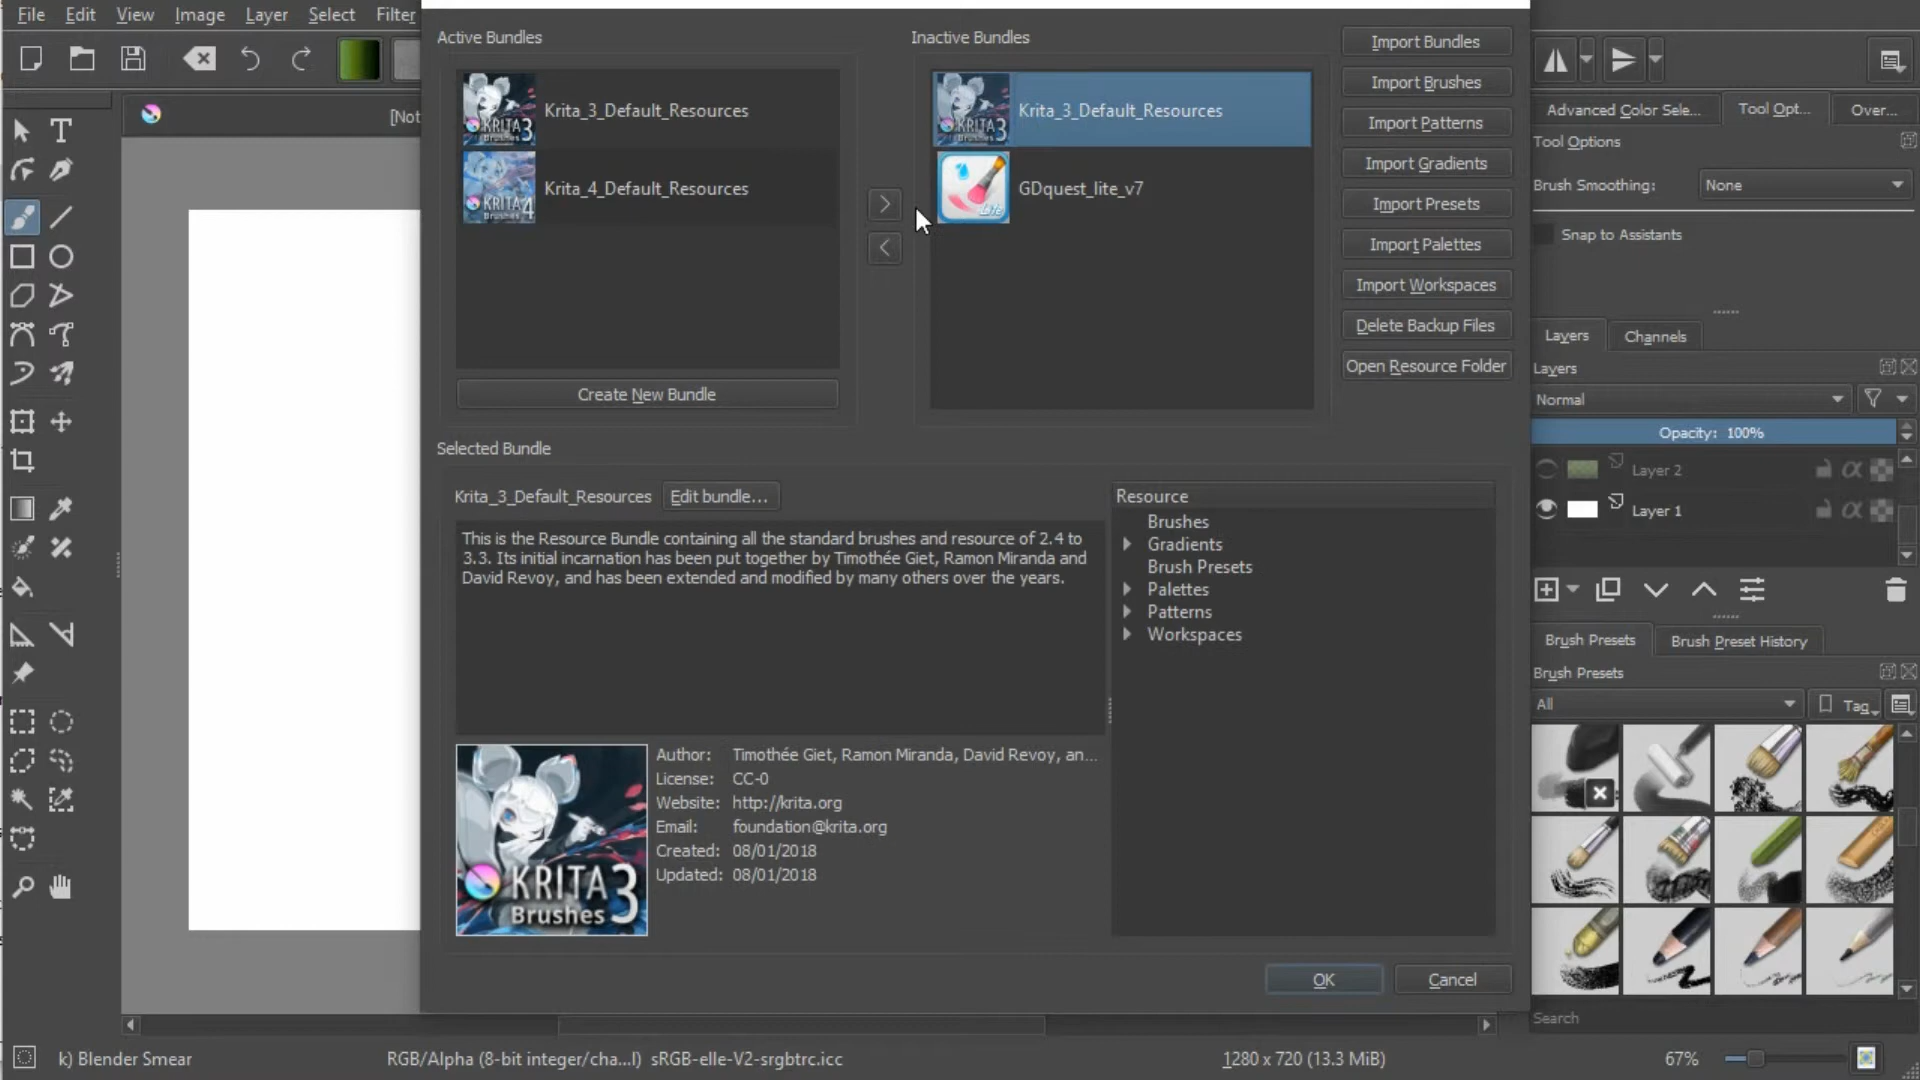 File Edit View Image Layer Select Filter
[Not
Active Bundles
Krita_3_Default_Resources
Krita_4_Default_Resources
Create New Bundle
Inactive Bundles
Krita_3_Default_Resources
GDquest_lite_v7
Import Bundles
Import Brushes
Import Patterns
Import Gradients
Import Presets
Import Palettes
Import Workspaces
Delete Backup Files
Open Resource Folder
Selected Bundle
Krita_3_Default_Resources Edit bundle...
This is the Resource Bundle containing all the standard brushes and resource of 2.4 to
3.3. Its initial incarnation has been put together by Timothée Giet, Ramon Miranda and
David Revoy, and has been extended and modified by many others over the years.
KRITA 3
Brushes
Author: Timothée Giet, Ramon Miranda, David Revoy, an...
License: CC-0
Website: http://krita.org
Email: foundation@krita.org
Created: 08/01/2018
Updated: 08/01/2018
Resource
Brushes
Gradients
Brush Presets
Palettes
Patterns
Workspaces
OK Cancel
Advanced Color Sele... Tool Opt... Over...
Tool Options
Brush Smoothing: None
Snap to Assistants
Layers Channels
Layers
Normal
Opacity: 100%
Layer 2
Layer 1
Brush Presets Brush Preset History
Brush Presets
All Tag
Search
k) Blender Smear RGB/Alpha (8-bit integer/cha...l) sRGB-elle-V2-srgbtrc.icc 1280 x 720 (13.3 MiB) 67%